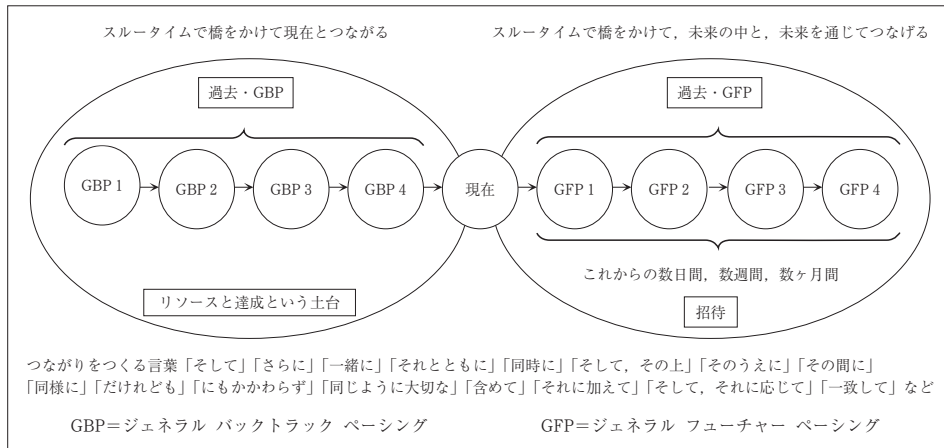 スルータイムで橋をかけて現在とつながる
スルータイムで橋をかけて，未来の中と，未来を通じてつなげる
過去・GBP
過去・GFP
GBP 1
GBP 2
GBP 3
GBP 4
現在
GFP 1
GFP 2
GFP 3
GFP 4
これからの数日間，数週間，数ヶ月間
リソースと達成という土台
招待
つながりをつくる言葉「そして」「さらに」「一緒に」「それとともに」「同時に」「そして，その上」「そのうえに」「その間に」
「同様に」「だけれども」「にもかかわらず」「同じように大切な」「含めて」「それに加えて」「そして，それに応じて」「一致して」など
GBP＝ジェネラル バックトラック ペーシング
GFP＝ジェネラル フューチャー ペーシング